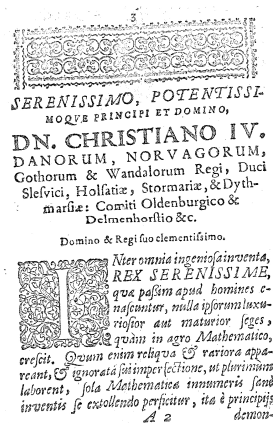 3
SERENISSIMO, POTENTISSI-
MOQVE PRINCIPI ET DOMINO,
DN. CHRISTIANO IV.
DANORUM, NORVAGORUM,
Gothorum & Wandalorum Regi, Duci
Slesvici, Holsatiæ, Stormariæ, & Dyth-
marsiæ: Comiti Oldenburgico &
Delmenhorstio &c.
Domino & Regi suo clementissimo.
INter omnia ingeniosa inventa,
REX SERENISSIME,
quæ passim apud homines e-
nascuntur, nulla ipsorum luxu-
riosior aut maturior seges,
quàm in agro Mathematico,
crescit. Quum enim reliqua & rariora appa-
reant, & ignorata sui imperfectione, ut plurimum
laborent, sola Mathematica innumeris sanè
inventis se extollendo perficitur, ita è principijs
A 2 demon-